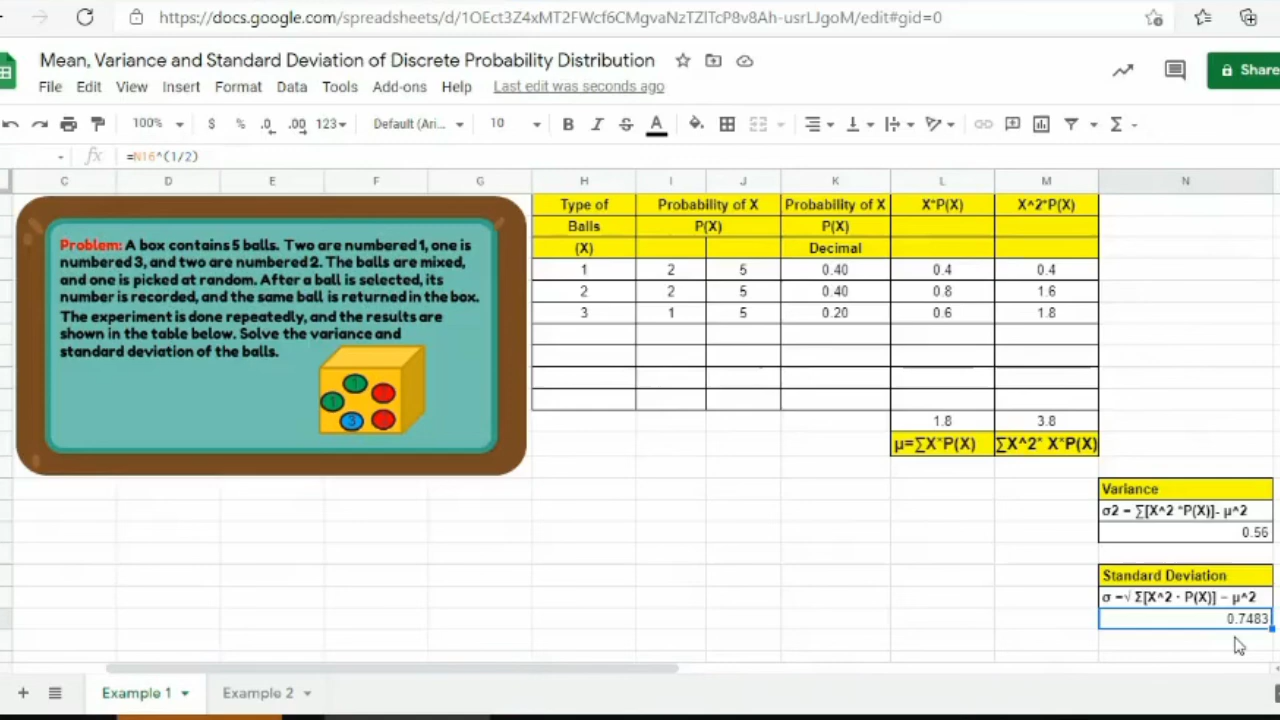 https://docs.google.com/spreadsheets/d/1OEct3Z4xMT2FWcf6CMgvaNzTZlTcP8v8Ah-usrLJgoM/edit#gid=0
Mean, Variance and Standard Deviation of Discrete Probability Distribution
File Edit View Insert Format Data Tools Add-ons Help Last edit was seconds ago
Share
100% $ % .0 .00 123 Default (Ari... 10 B I S A Σ
fx =N16^(1/2)
C D E F G H I J K L M N
Problem: A box contains 5 balls. Two are numbered 1, one is
numbered 3, and two are numbered 2. The balls are mixed,
and one is picked at random. After a ball is selected, its
number is recorded, and the same ball is returned in the box.
The experiment is done repeatedly, and the results are
shown in the table below. Solve the variance and
standard deviation of the balls.
1
1
3
Type of Probability of X Probability of X X*P(X) X^2*P(X)
Balls P(X) P(X)
(X) Decimal
1 2 5 0.40 0.4 0.4
2 2 5 0.40 0.8 1.6
3 1 5 0.20 0.6 1.8
1.8 3.8
μ=∑X*P(X) ∑X^2* X*P(X)
Variance
σ2 = ∑[X^2 *P(X)]- μ^2
0.56
Standard Deviation
σ =√ Σ[X^2 · P(X)] − μ^2
0.7483
Example 1 Example 2